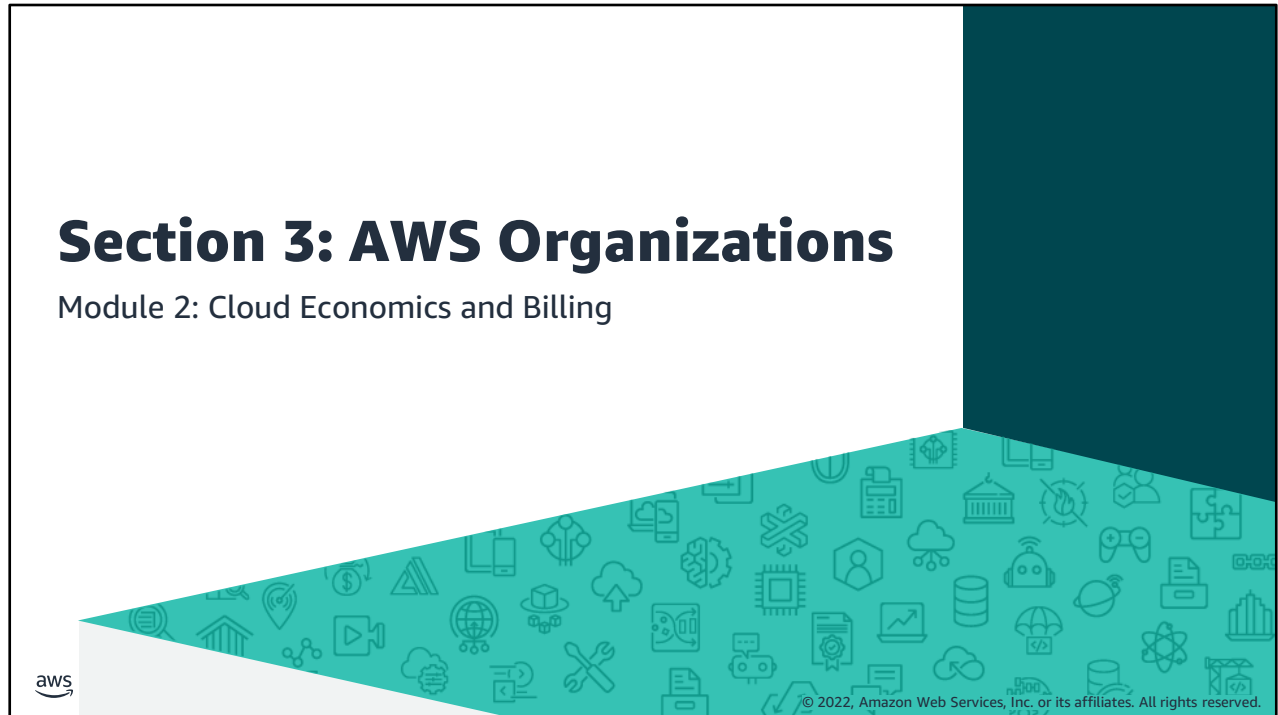 Section 3: AWS Organizations
Module 2: Cloud Economics and Billing
aws
© 2022, Amazon Web Services, Inc. or its affiliates. All rights reserved.